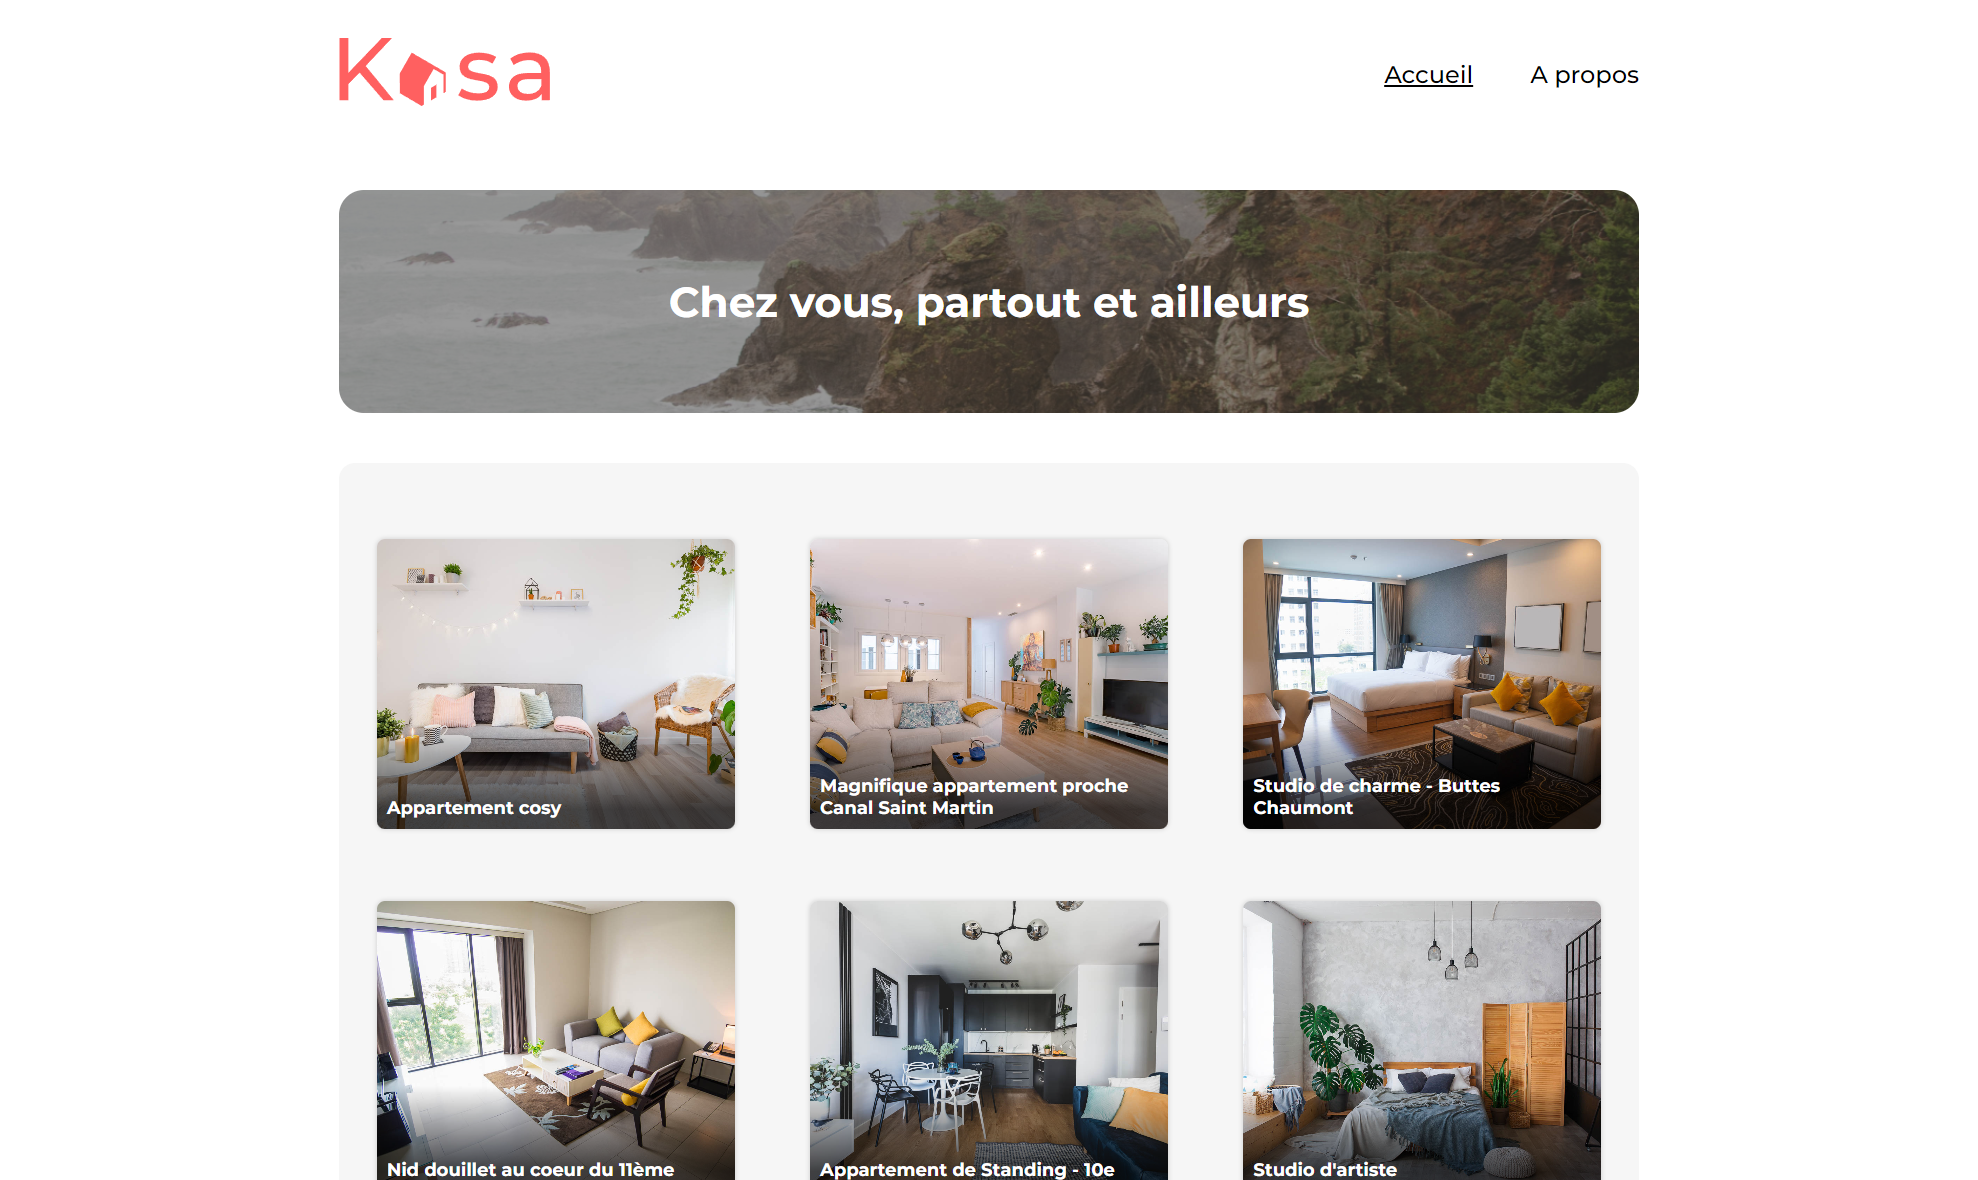 Kasa
Accueil
A propos
Chez vous, partout et ailleurs
Appartement cosy
Magnifique appartement proche
Canal Saint Martin
Studio de charme - Buttes
Chaumont
Nid douillet au coeur du 11ème
Appartement de Standing - 10e
Studio d'artiste